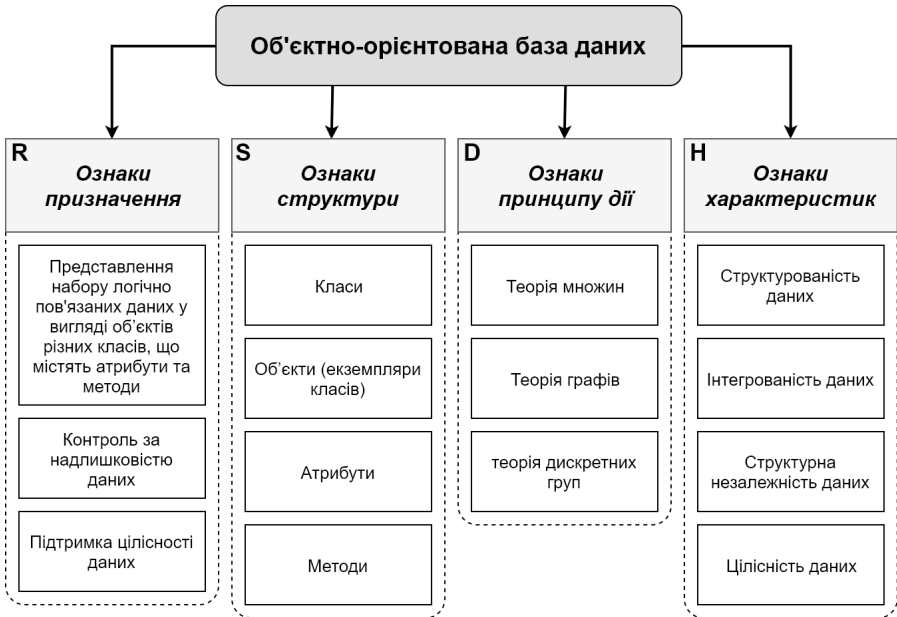 Об'єктно-орієнтована база даних
R
Ознаки
призначення
Представлення
набору логічно
пов'язаних даних у
вигляді об’єктів
різних класів, що
містять атрибути та
методи
Контроль за
надлишковістю
даних
Підтримка цілісності
даних
S
Ознаки
структури
Класи
Об’єкти (екземпляри
класів)
Атрибути
Методи
D
Ознаки
принципу дії
Теорія множин
Теорія графів
теорія дискретних
груп
H
Ознаки
характеристик
Структурованість
даних
Інтегрованість даних
Структурна
незалежність даних
Цілісність даних